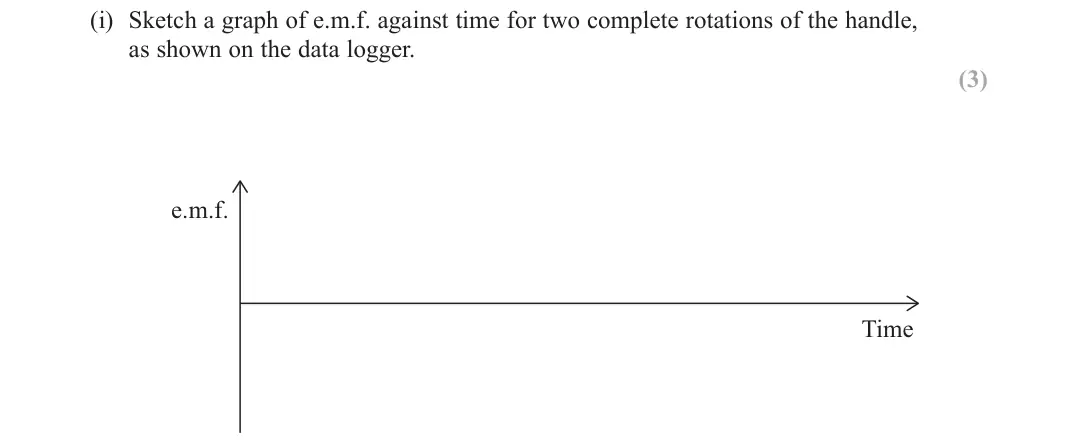 (i) Sketch a graph of e.m.f. against time for two complete rotations of the handle,
as shown on the data logger.
(3)
e.m.f.
Time